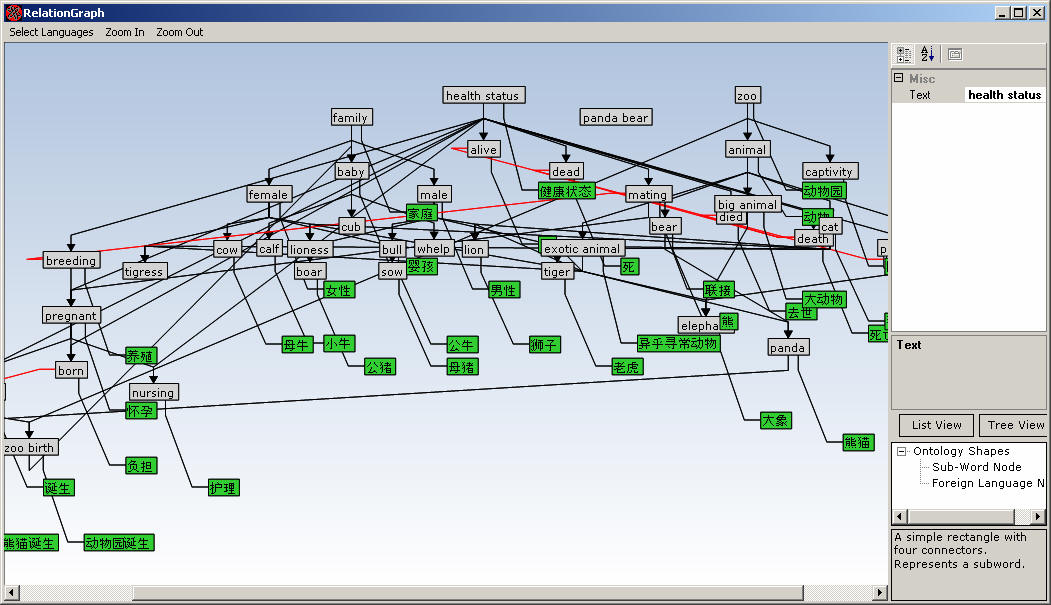 RelationGraph
Select Languages Zoom In Zoom Out
health status
zoo
family
panda bear
alive
animal
baby
dead
captivity
female
male
健康状态
mating
动物园
big animal
家庭
died
动物
cub
bear
cat
death
breeding
cow
calf
lioness
bull
whelp
lion
exotic animal
tigress
boar
sow
婴孩
tiger
死
女性
男性
联接
大动物
去世
pregnant
熊
养殖
母牛
小牛
公牛
狮子
异乎寻常动物
panda
born
公猪
母猪
老虎
nursing
怀孕
大象
zoo birth
熊猫
负担
诞生
护理
熊猫诞生
动物园诞生
Misc
Text health status
Text
List View Tree View
Ontology Shapes
Sub-Word Node
Foreign Language N
A simple rectangle with
four connectors.
Represents a subword.